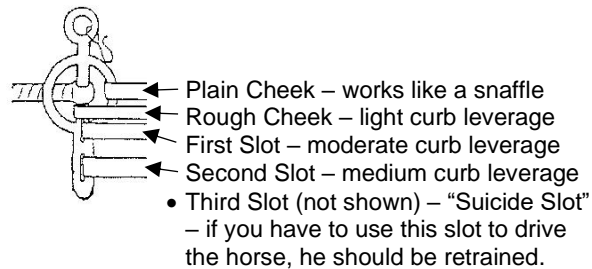 Plain Cheek – works like a snaffle
Rough Cheek – light curb leverage
First Slot – moderate curb leverage
Second Slot – medium curb leverage
• Third Slot (not shown) – “Suicide Slot”
– if you have to use this slot to drive
the horse, he should be retrained.